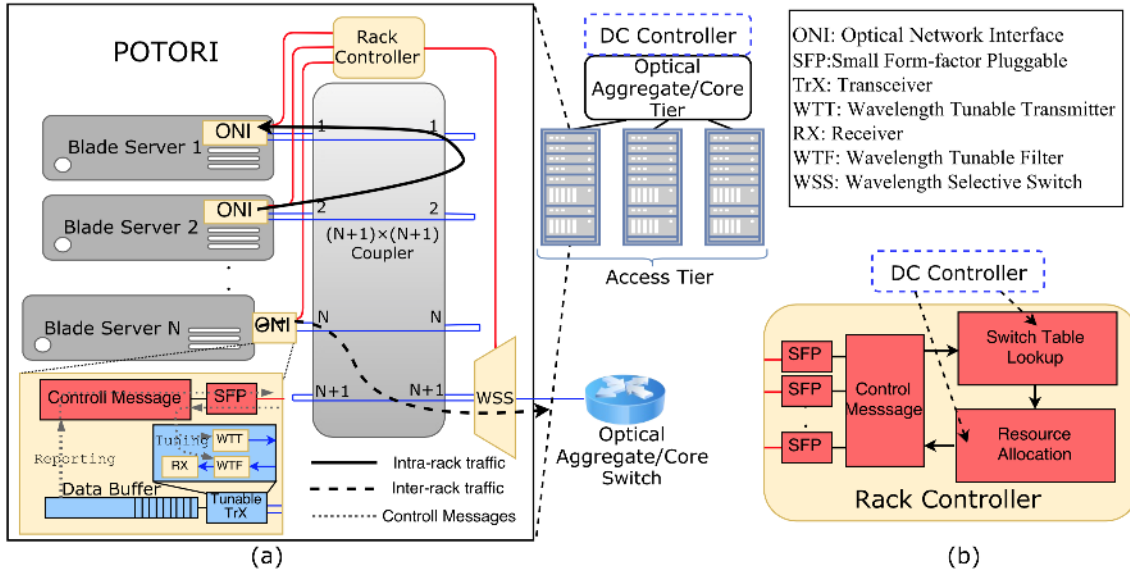 POTORI
Rack
Controller
ONI
Blade Server 1
1
1
ONI
Blade Server 2
2
2
(N+1)×(N+1)
Coupler
ONI
Blade Server N
N
N
N+1
N+1
WSS
Controll Message
SFP
Tuning
WTT
RX
WTF
Reporting
Data Buffer
Tunable
TrX
Intra-rack traffic
Inter-rack traffic
Controll Messages
(a)
DC Controller
Optical
Aggregate/Core
Tier
Access Tier
Optical
Aggregate/Core
Switch
ONI: Optical Network Interface
SFP:Small Form-factor Pluggable
TrX: Transceiver
WTT: Wavelength Tunable Transmitter
RX: Receiver
WTF: Wavelength Tunable Filter
WSS: Wavelength Selective Switch
DC Controller
SFP
SFP
SFP
Control
Messsage
Switch Table
Lookup
Resource
Allocation
Rack Controller
(b)